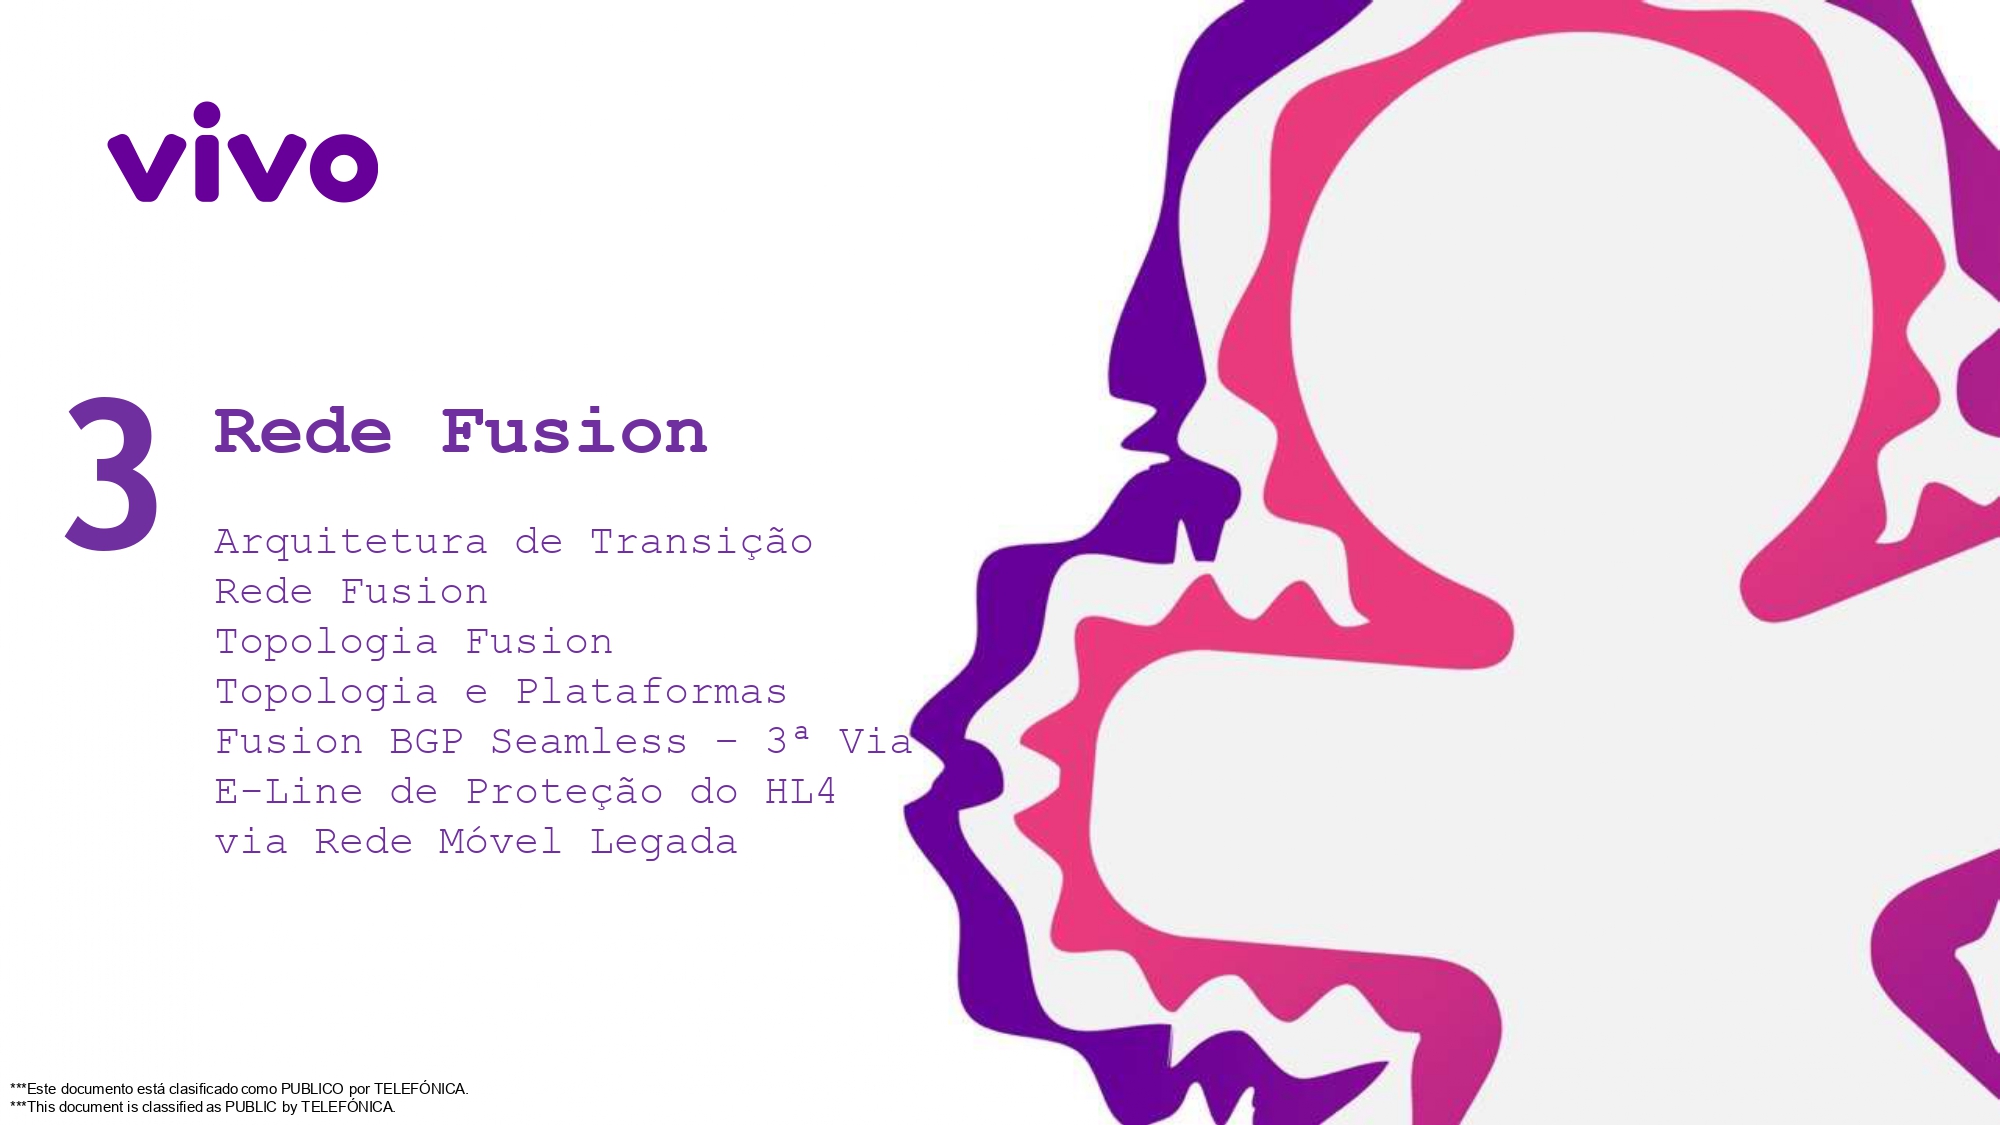 vivo
3
Rede Fusion
Arquitetura de Transição
Rede Fusion
Topologia Fusion
Topologia e Plataformas
Fusion BGP Seamless – 3ª Via
E-Line de Proteção do HL4
via Rede Móvel Legada
***Este documento está clasificado como PUBLICO por TELEFÓNICA.
***This document is classified as PUBLIC by TELEFÓNICA.